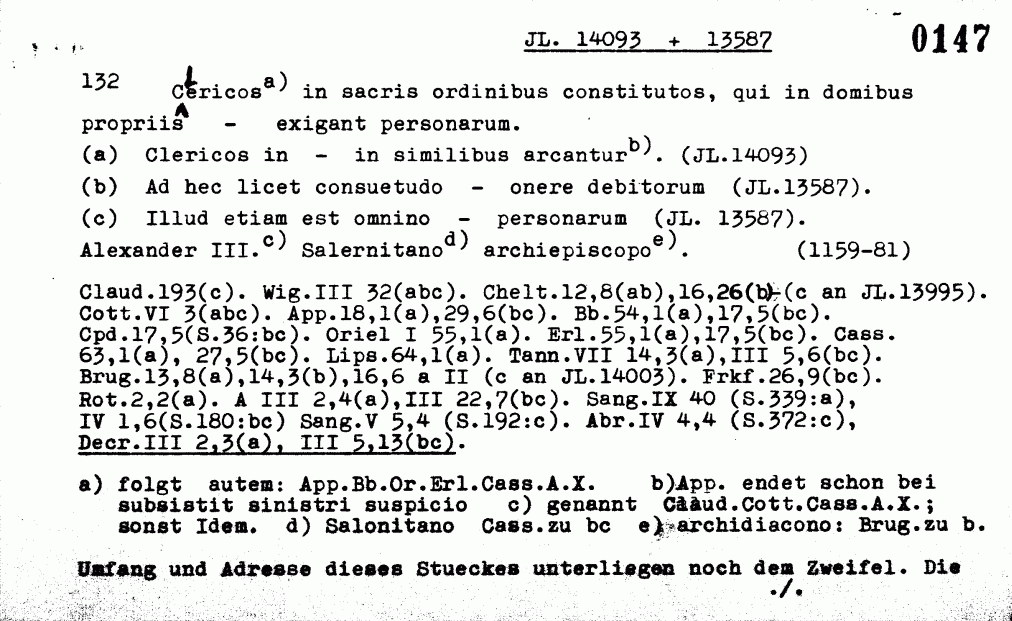 JL. 14093 + 13587 0147
132 Clericos a) in sacris ordinibus constitutos, qui in domibus
propriis - exigant personarum.
(a) Clericos in - in similibus arcantur b). (JL.14093)
(b) Ad hec licet consuetudo - onere debitorum (JL.13587).
(c) Illud etiam est omnino - personarum (JL. 13587).
Alexander III. c) Salernitano d) archiepiscopo e). (1159-81)
Claud.193(c). Wig.III 32(abc). Chelt.12,8(ab),16,26(b) (c an JL.13995).
Cott.VI 3(abc). App.18,1(a),29,6(bc). Bb.54,1(a),17,5(bc).
Cpd.17,5(S.36:bc). Oriel I 55,1(a). Erl.55,1(a),17,5(bc). Cass.
63,1(a), 27,5(bc). Lips.64,1(a). Tann.VII 14,3(a),III 5,6(bc).
Brug.13,8(a),14,3(b),16,6 a II (c an JL.14003). Frkf.26,9(bc).
Rot.2,2(a). A III 2,4(a),III 22,7(bc). Sang.IX 40 (S.339:a),
IV 1,6(S.180:bc) Sang.V 5,4 (S.192:c). Abr.IV 4,4 (S.372:c),
Decr.III 2,3(a), III 5,13(bc).
a) folgt autem: App.Bb.Or.Erl.Cass.A.X. b)App. endet schon bei
subsistit sinistri suspicio c) genannt Claud.Cott.Cass.A.X.;
sonst Idem. d) Salonitano Cass.zu bc e) archidiacono: Brug.zu b.
Umfang und Adresse dieses Stueckes unterliegen noch dem Zweifel. Die
./.